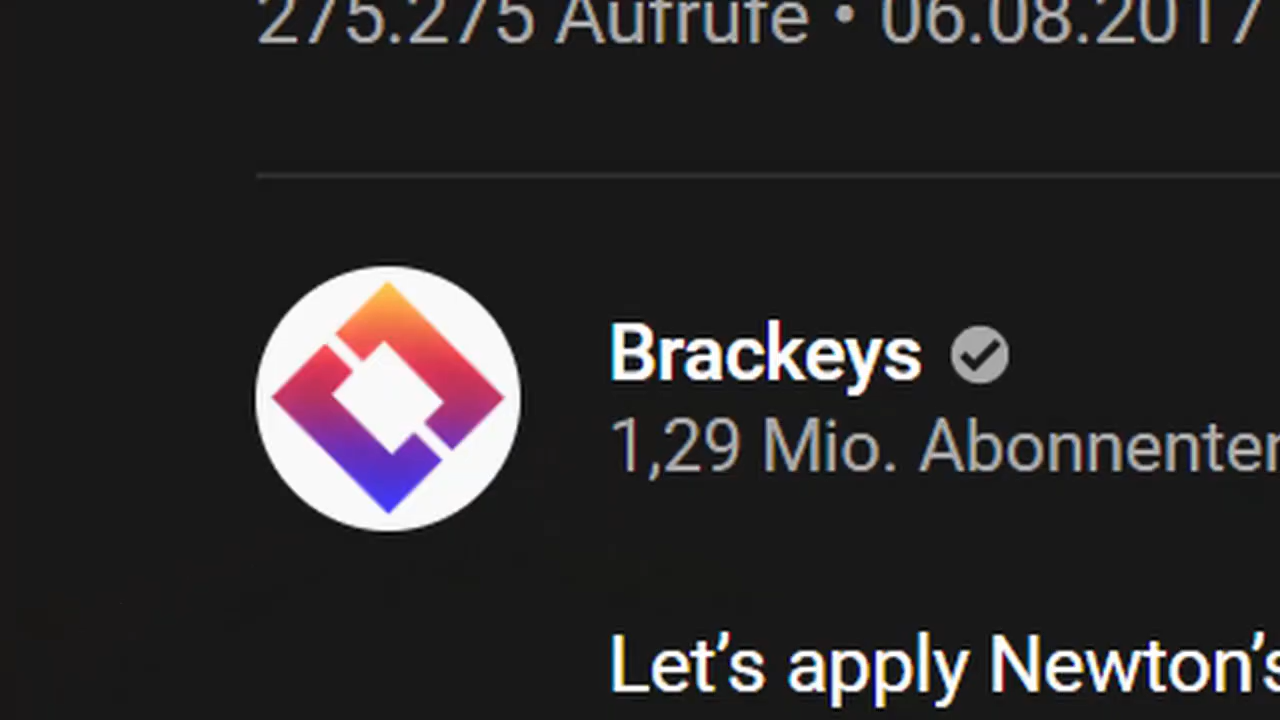 275.275 Aufrufe • 06.08.2017
Brackeys
1,29 Mio. Abonnenten
Let’s apply Newton’s